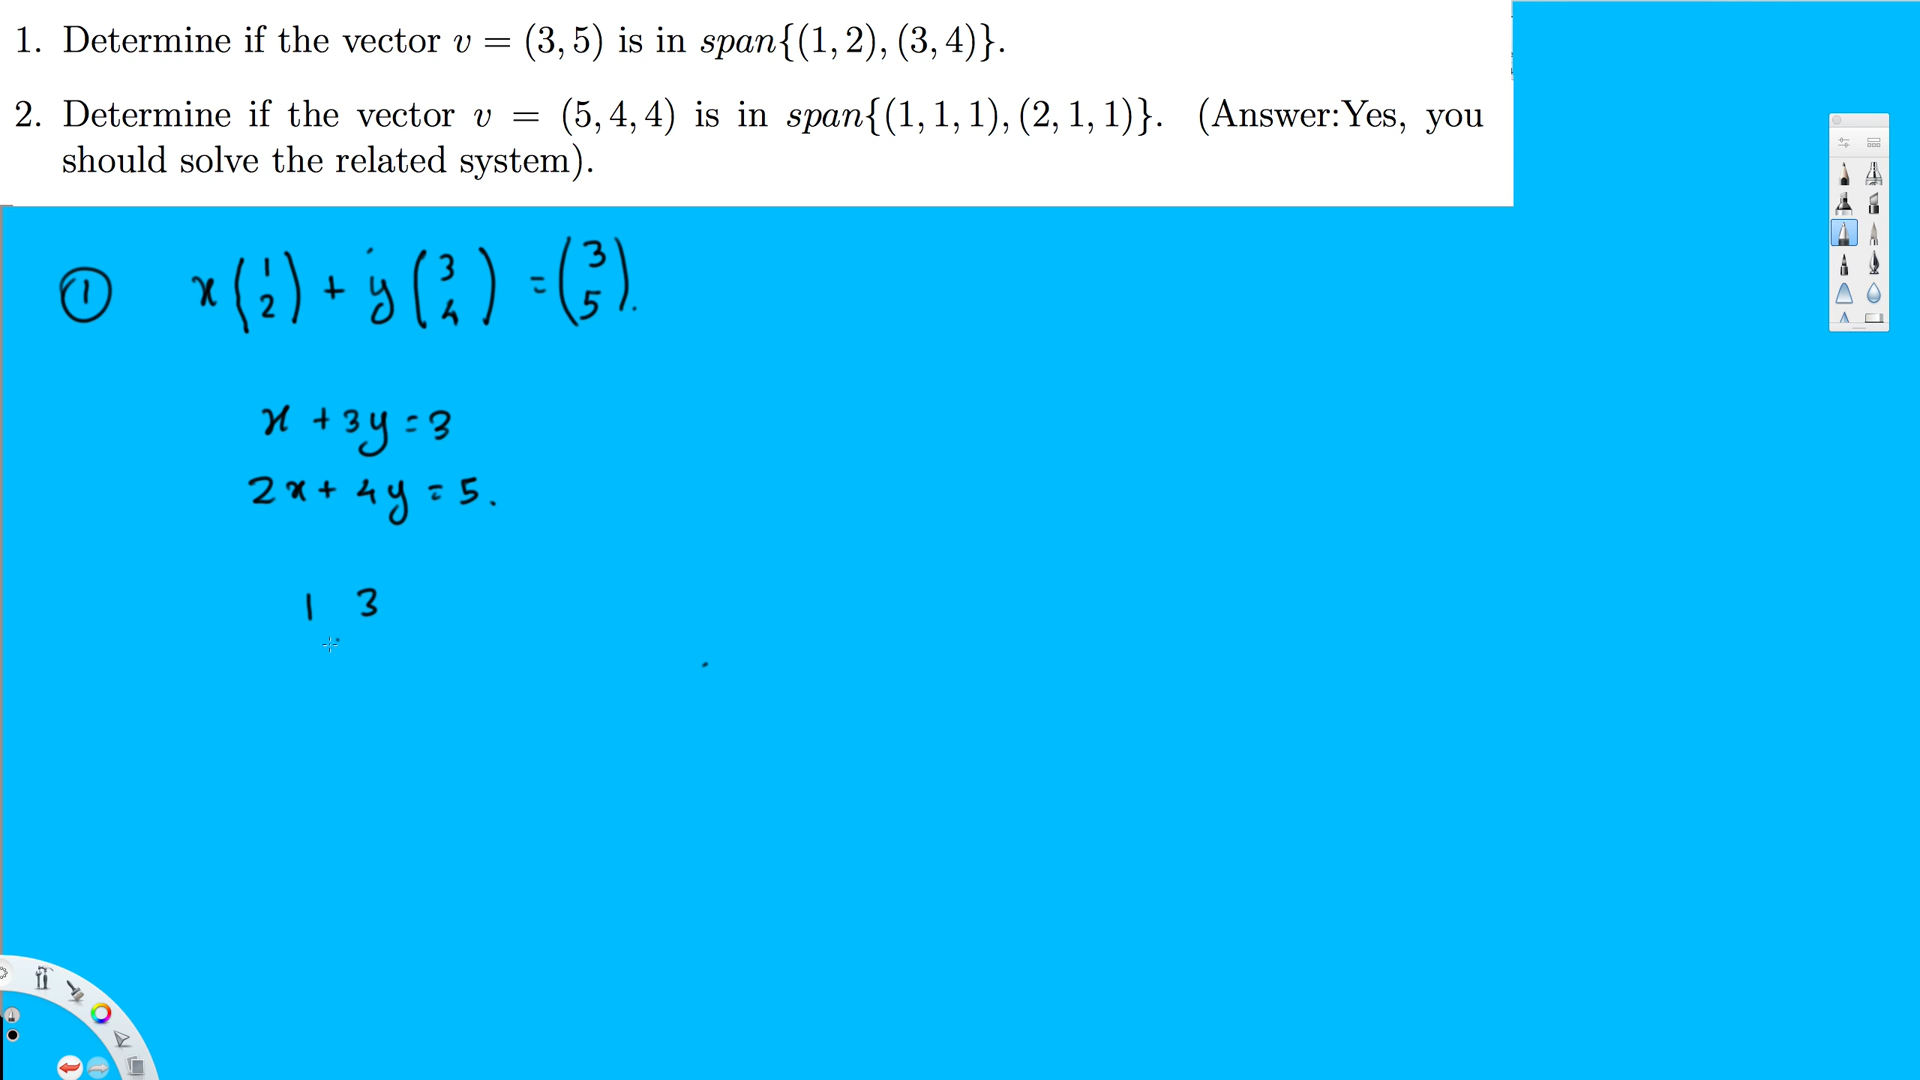 1. Determine if the vector v = (3, 5) is in span{(1, 2), (3, 4)}.
2. Determine if the vector v = (5, 4, 4) is in span{(1, 1, 1), (2, 1, 1)}. (Answer:Yes, you
should solve the related system).
① x(1 2) + y(3 4) = (3 5).
x + 3y = 3
2x + 4y = 5.
1 3